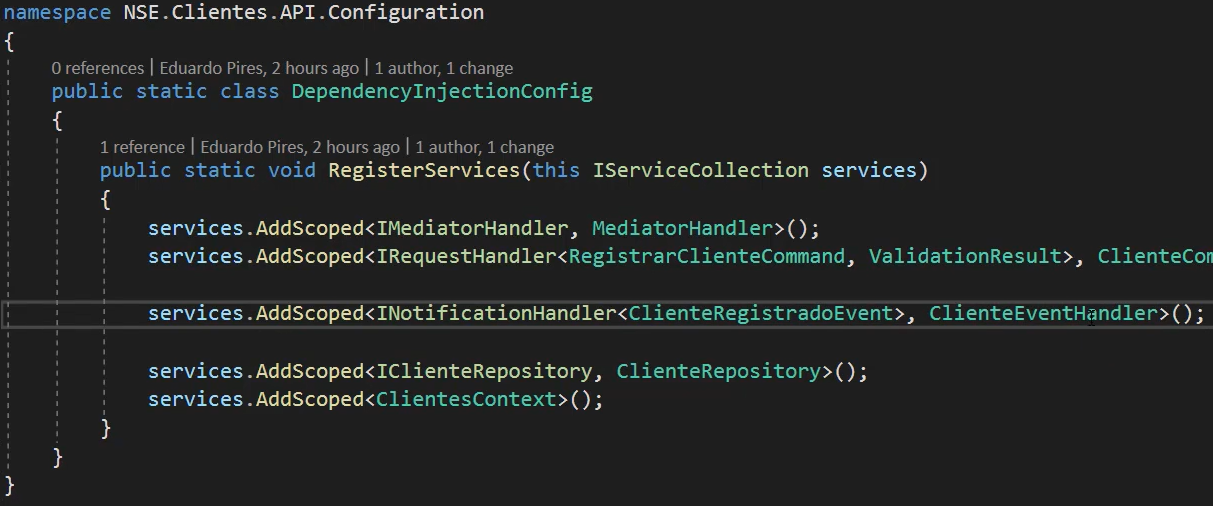 namespace NSE.Clientes.API.Configuration
{
0 references | Eduardo Pires, 2 hours ago | 1 author, 1 change
public static class DependencyInjectionConfig
{
1 reference | Eduardo Pires, 2 hours ago | 1 author, 1 change
public static void RegisterServices(this IServiceCollection services)
{
services.AddScoped<IMediatorHandler, MediatorHandler>();
services.AddScoped<IRequestHandler<RegistrarClienteCommand, ValidationResult>, ClienteCom
services.AddScoped<INotificationHandler<ClienteRegistradoEvent>, ClienteEventHandler>();
services.AddScoped<IClienteRepository, ClienteRepository>();
services.AddScoped<ClientesContext>();
}
}
}